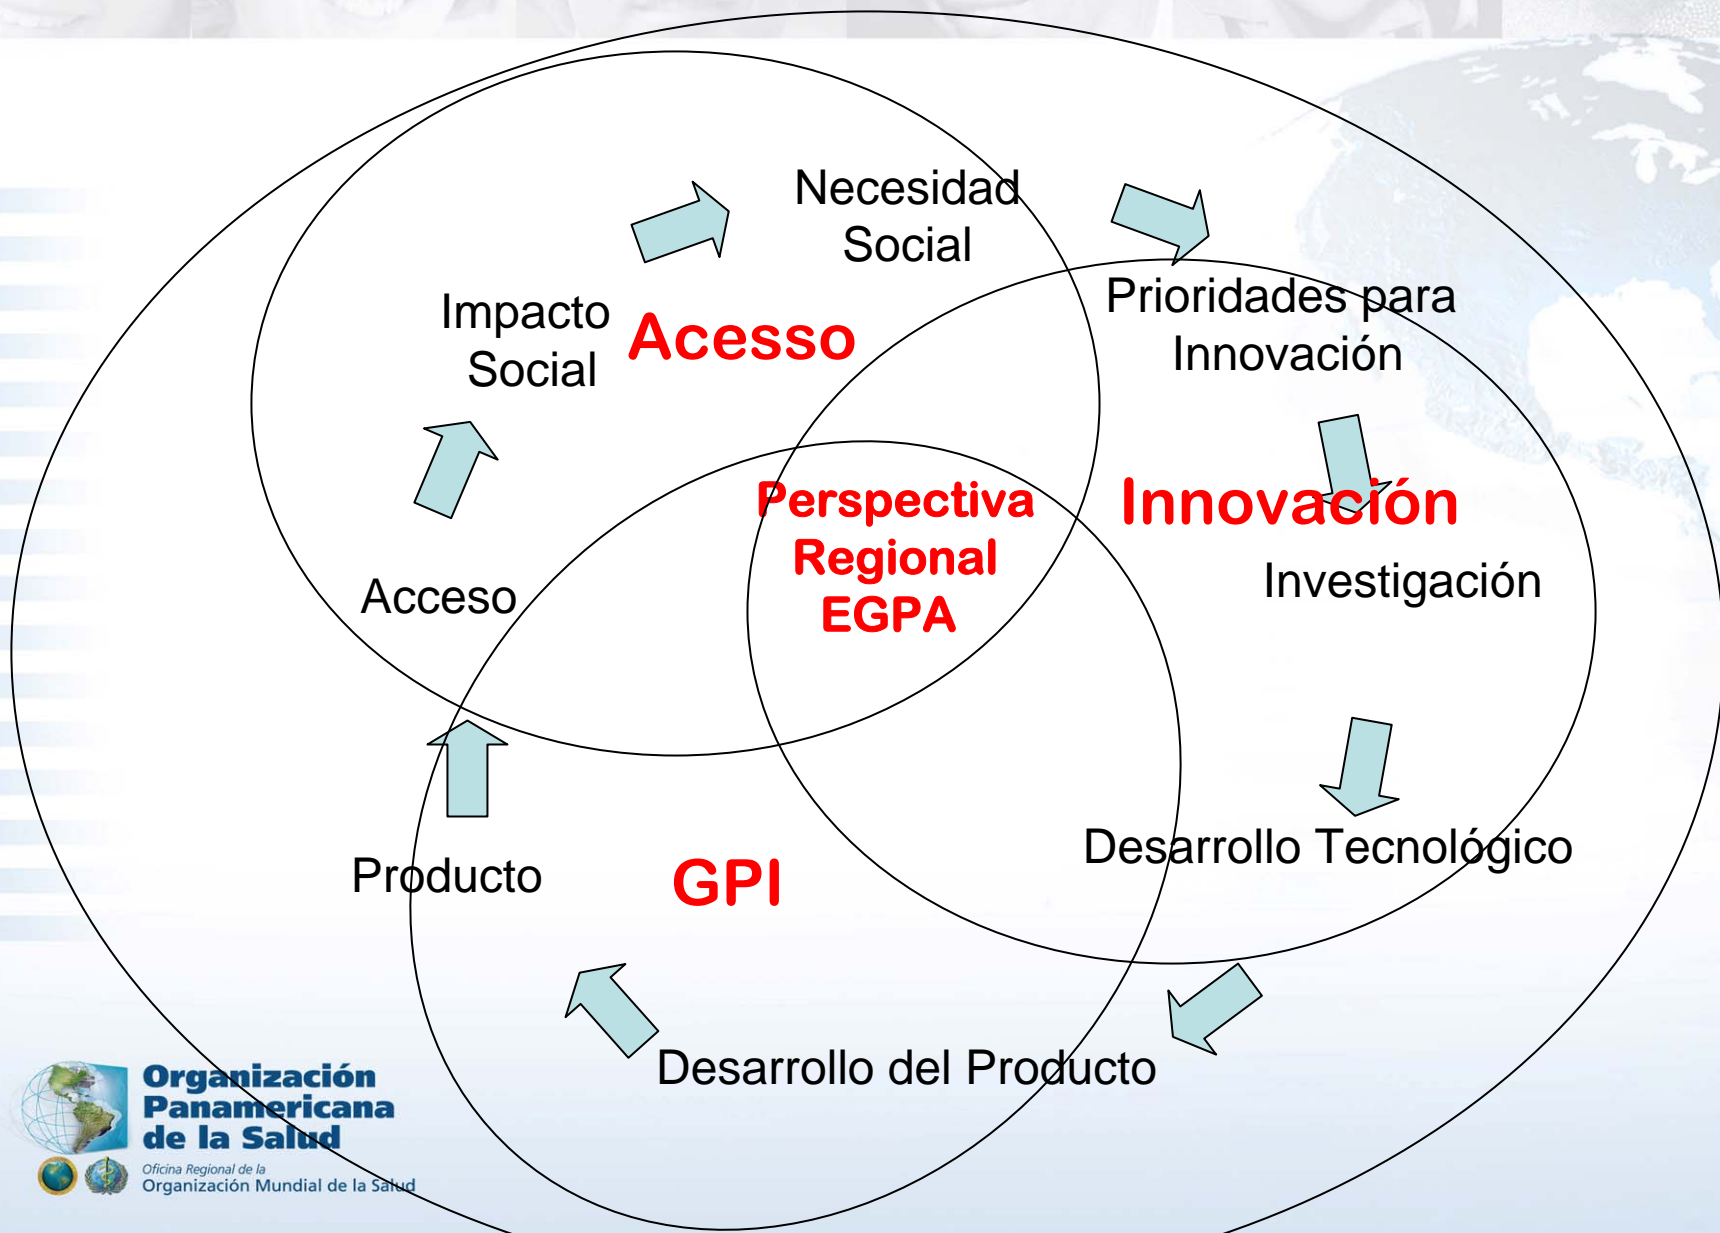 Necesidad
Social
Prioridades para
Innovación
Impacto
Social
Acesso
Perspectiva
Regional
EGPA
Innovación
Investigación
Acceso
Desarrollo Tecnológico
Producto
GPI
Desarrollo del Producto
Organización
Panamericana
de la Salud
Oficina Regional de la
Organización Mundial de la Salud